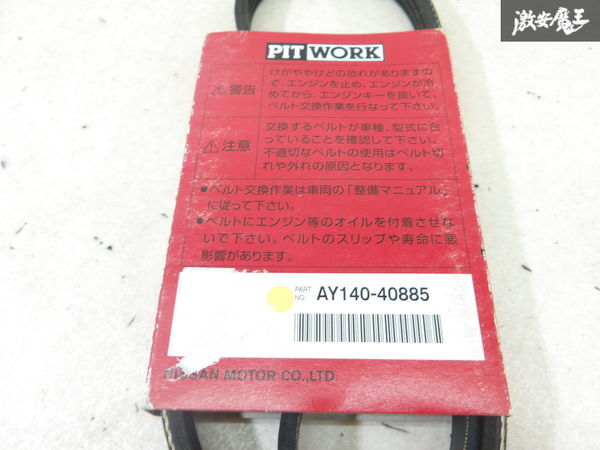 激安魔王
PIT WORK
⚠警告
けがややけどの恐れがありますの
で、エンジンを止め、エンジンが冷
めてから、エンジンキーを抜いて、
ベルト交換作業を行なって下さい。
⚠注意
交換するベルトが車種、型式に合
っていることを確認して下さい。
不適切なベルトの使用はベルト切
れや外れの原因となります。
●ベルト交換作業は車両の「整備マニュアル」
に従って下さい。
●ベルトにエンジン等のオイルを付着させな
いで下さい。ベルトのスリップや寿命に悪
影響があります。
PART NO. AY140-40885
NISSAN MOTOR CO.,LTD.